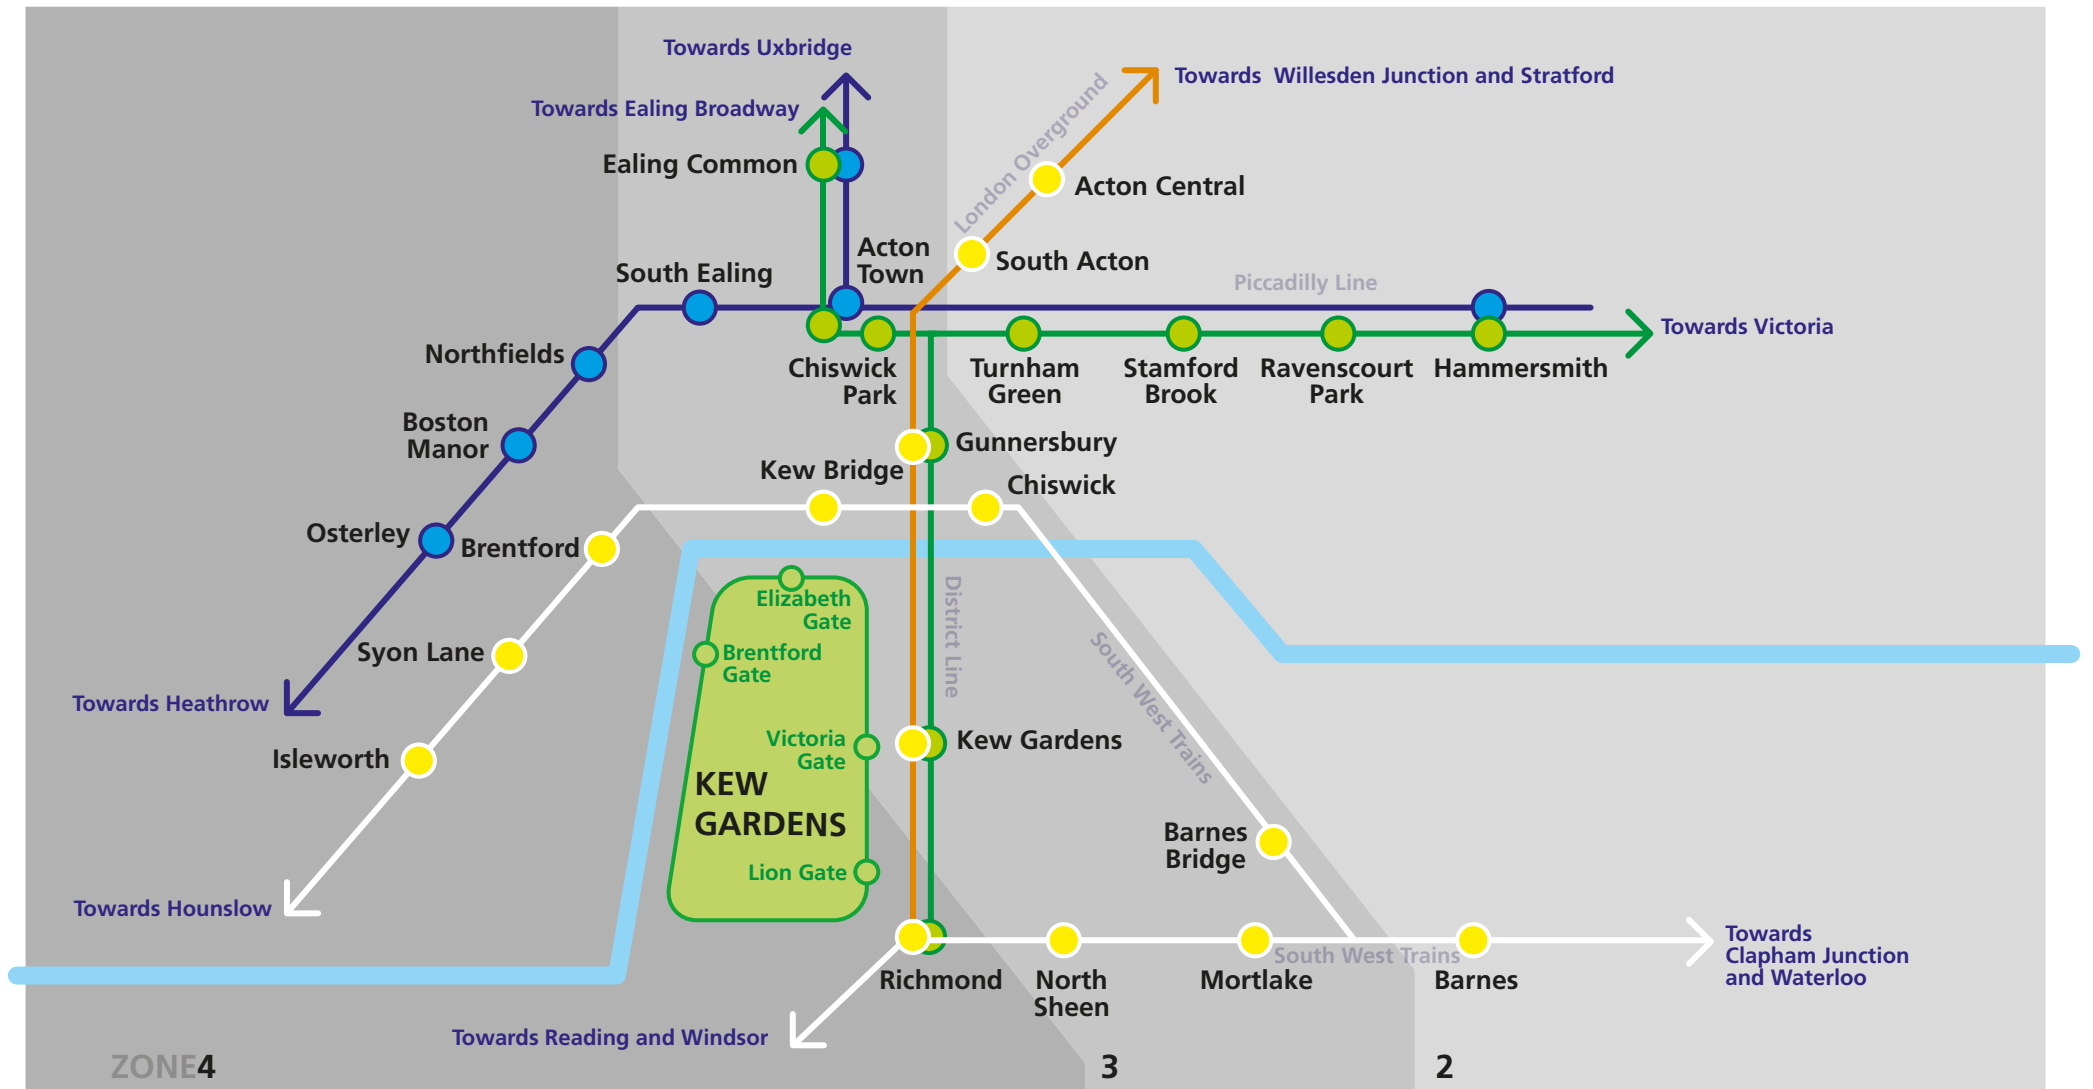 Towards Uxbridge
Towards Willesden Junction and Stratford
Towards Ealing Broadway
London Overground
Ealing Common
Acton Central
Acton
Town
South Acton
South Ealing
Piccadilly Line
Towards Victoria
Northfields
Chiswick
Park
Turnham
Green
Stamford
Brook
Ravenscourt
Park
Hammersmith
Boston
Manor
Gunnersbury
Kew Bridge
Chiswick
Osterley
Brentford
Elizabeth
Gate
District Line
Brentford
Gate
Syon Lane
South West Trains
Towards Heathrow
Victoria
Gate
Kew Gardens
Isleworth
KEW
GARDENS
Barnes
Bridge
Lion Gate
Towards Hounslow
South West Trains
Towards
Clapham Junction
and Waterloo
Richmond
North
Sheen
Mortlake
Barnes
Towards Reading and Windsor
ZONE4
3
2